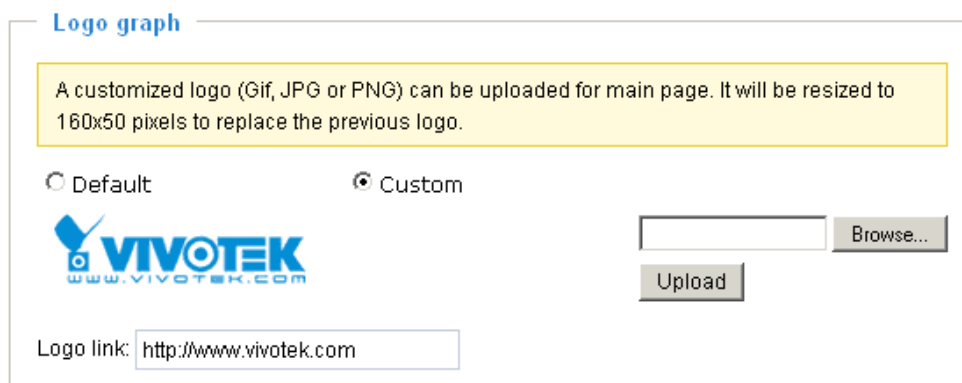 Logo graph
A customized logo (Gif, JPG or PNG) can be uploaded for main page. It will be resized to
160x50 pixels to replace the previous logo.
Default Custom
VIVOTEK
www.vivotek.com
Browse...
Upload
Logo link: http://www.vivotek.com